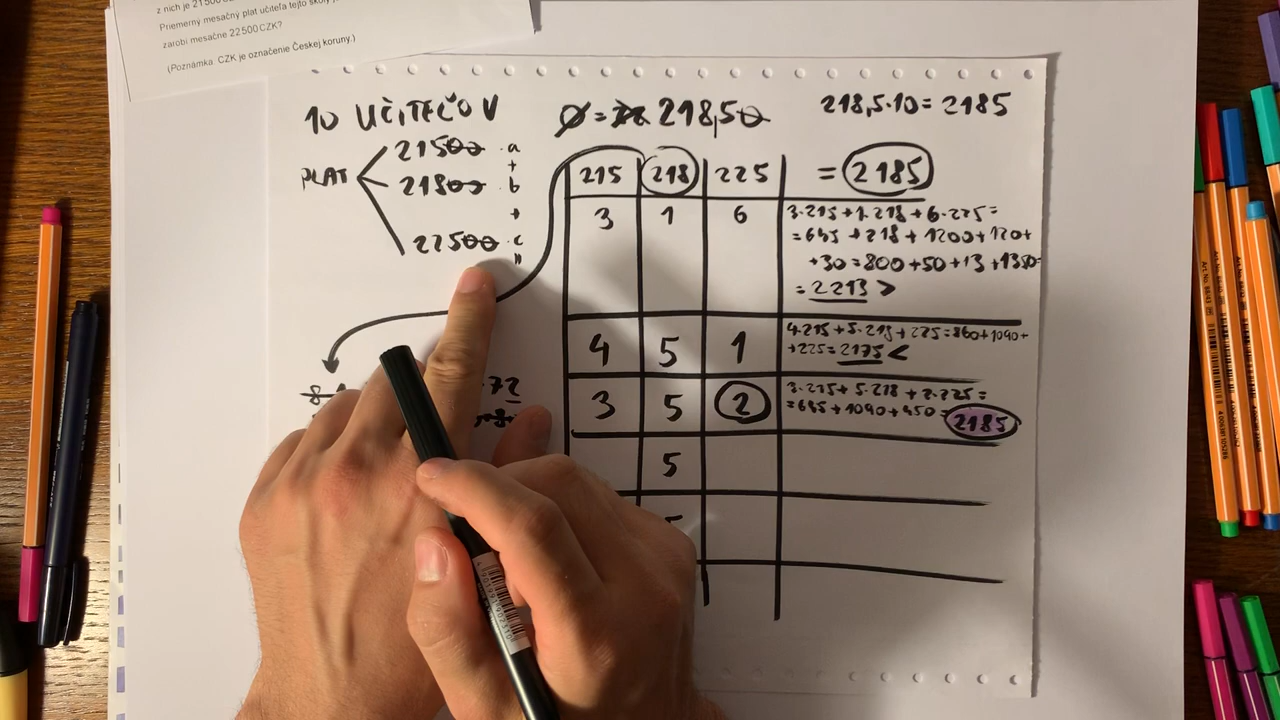 z nich je 21500
Priemerný mesačný plat učiteľa tejto školy
zarobí mesačne 22500 CZK?
(Poznámka. CZK je označenie Českej koruny.)
10 UČITEĽOV
PLAT
21500 · a
+
21800 · b
+
22500 · c
"
Ø = 218,50
218,5·10 = 2185
215 218 225 = 2185
3 1 6
3·215+1·218+6·225=
=645+218+1200+120+
+30=800+50+13+1350=
=2213 >
4 5 1
4·215+5·218+225=860+1090+
+225=2175 <
3 5 2
3·215+5·218+2·225=
=645+1090+450=2185
5
72